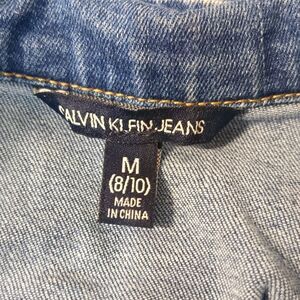 CALVIN KLEIN JEANS
M
(8/10)
MADE
IN CHINA